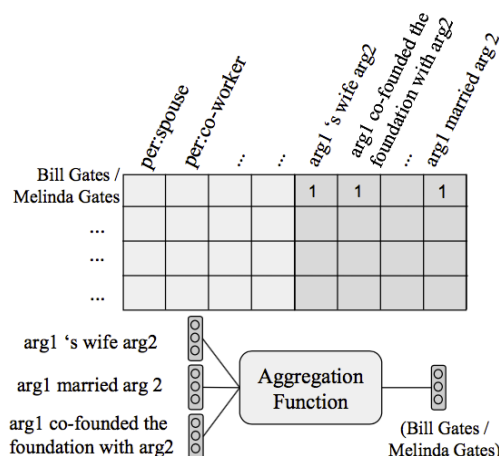 per:spouse
per:co-worker
...
...
arg1 ‘s wife arg2
arg1 co-founded the
foundation with arg2
...
arg1 married arg 2
Bill Gates /
Melinda Gates
1 1 1
...
...
...
arg1 ‘s wife arg2
arg1 married arg 2
arg1 co-founded the
foundation with arg2
Aggregation
Function
(Bill Gates /
Melinda Gates)